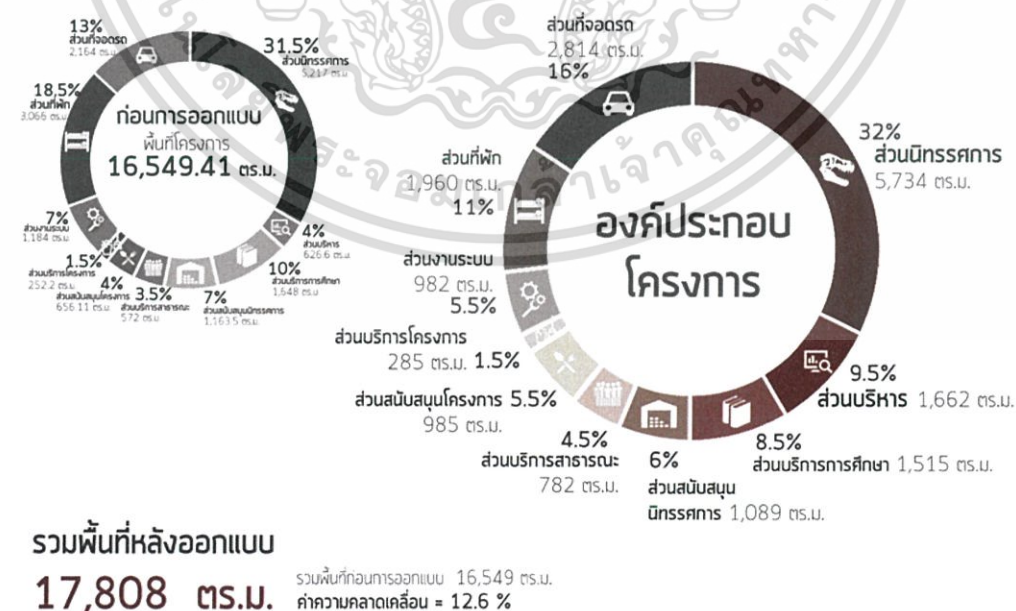 13%
ส่วนที่จอดรถ
2,164 ตร.ม.
31.5%
ส่วนนิทรรศการ
5,217 ตร.ม.
18.5%
ส่วนที่พัก
3,066 ตร.ม.
ก่อนการออกแบบ
พื้นที่โครงการ
16,549.41 ตร.ม.
7%
ส่วนงานระบบ
1,184 ตร.ม.
1.5%
ส่วนบริการโครงการ
252.2 ตร.ม.
4%
ส่วนสนับสนุนโครงการ
656.11 ตร.ม.
3.5%
ส่วนบริการสาธารณะ
572 ตร.ม.
7%
ส่วนสนับสนุนนิทรรศการ
1,163.5 ตร.ม.
10%
ส่วนบริการการศึกษา
1,648 ตร.ม.
4%
ส่วนบริหาร
626.6 ตร.ม.
ส่วนที่จอดรถ
2,814 ตร.ม.
16%
32%
ส่วนนิทรรศการ
5,734 ตร.ม.
ส่วนที่พัก
1,960 ตร.ม.
11%
องค์ประกอบ
โครงการ
ส่วนงานระบบ
982 ตร.ม.
5.5%
ส่วนบริการโครงการ
285 ตร.ม. 1.5%
ส่วนสนับสนุนโครงการ 5.5%
985 ตร.ม.
4.5%
ส่วนบริการสาธารณะ
782 ตร.ม.
6%
ส่วนสนับสนุน
นิทรรศการ 1,089 ตร.ม.
8.5%
ส่วนบริการการศึกษา 1,515 ตร.ม.
9.5%
ส่วนบริหาร 1,662 ตร.ม.
รวมพื้นที่หลังออกแบบ
17,808 ตร.ม.
รวมพื้นที่ก่อนการออกแบบ 16,549 ตร.ม.
ค่าความคลาดเคลื่อน = 12.6 %